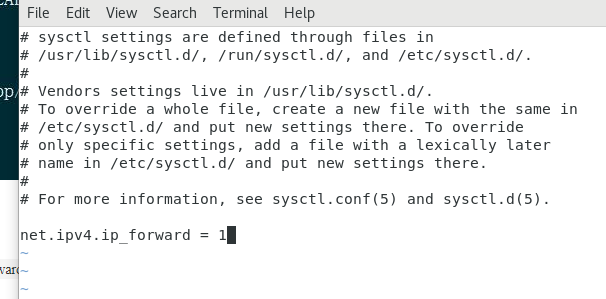 File Edit View Search Terminal Help
# sysctl settings are defined through files in
# /usr/lib/sysctl.d/, /run/sysctl.d/, and /etc/sysctl.d/.
#
# Vendors settings live in /usr/lib/sysctl.d/.
# To override a whole file, create a new file with the same in
# /etc/sysctl.d/ and put new settings there. To override
# only specific settings, add a file with a lexically later
# name in /etc/sysctl.d/ and put new settings there.
#
# For more information, see sysctl.conf(5) and sysctl.d(5).
net.ipv4.ip_forward = 1
~
~
~